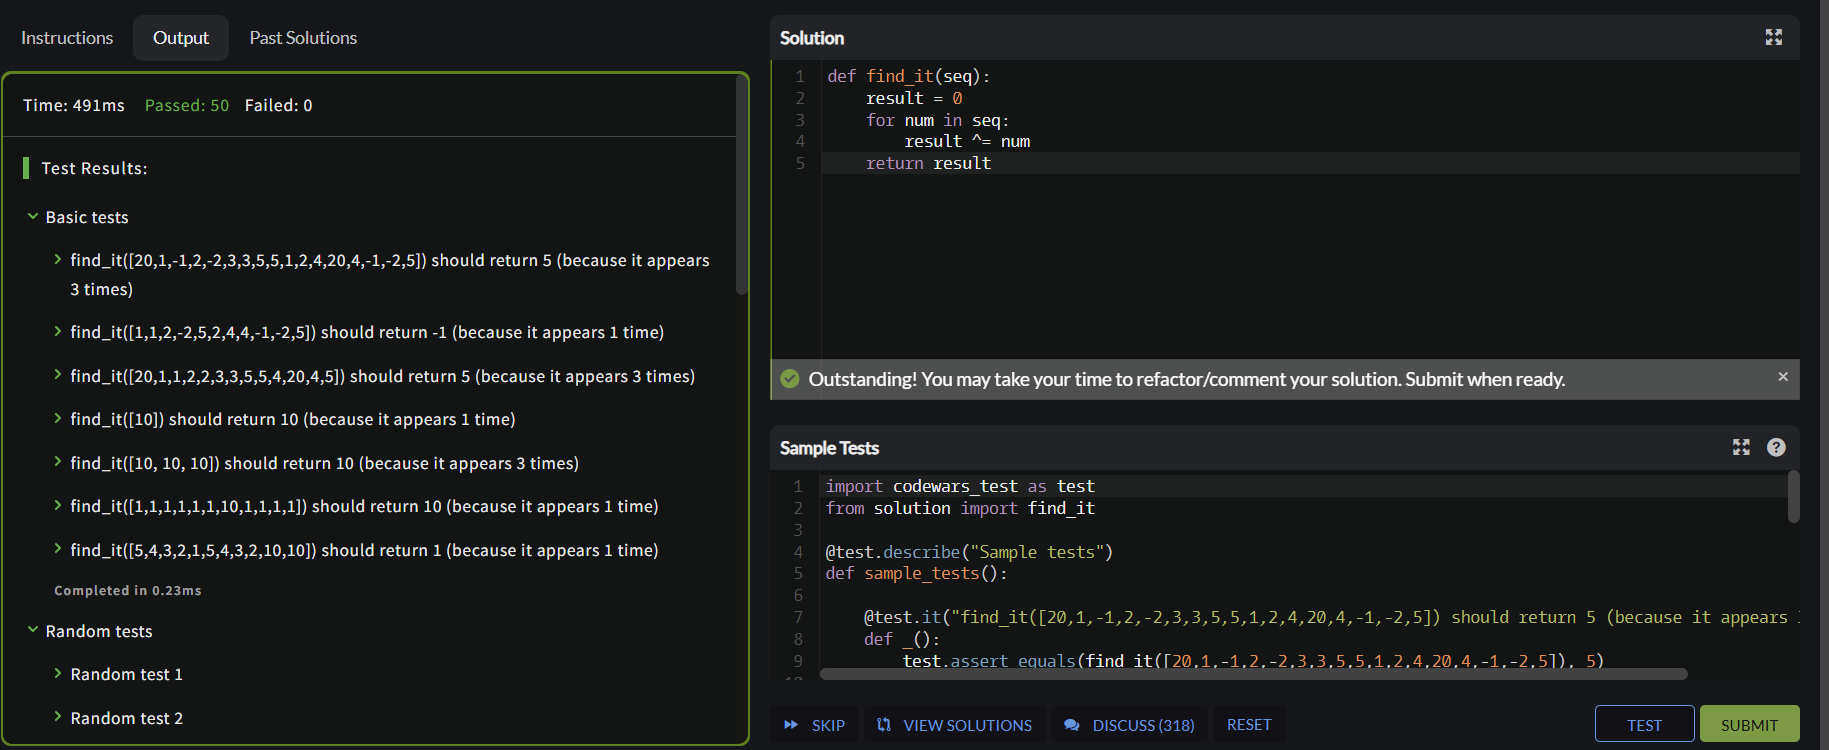 Instructions
Output
Past Solutions
Time: 491ms Passed: 50 Failed: 0
Test Results:
Basic tests
find_it([20,1,-1,2,-2,3,3,5,5,1,2,4,20,4,-1,-2,5]) should return 5 (because it appears
3 times)
find_it([1,1,2,-2,5,2,4,4,-1,-2,5]) should return -1 (because it appears 1 time)
find_it([20,1,1,2,2,3,3,5,5,4,20,4,5]) should return 5 (because it appears 3 times)
find_it([10]) should return 10 (because it appears 1 time)
find_it([10, 10, 10]) should return 10 (because it appears 3 times)
find_it([1,1,1,1,1,1,10,1,1,1,1]) should return 10 (because it appears 1 time)
find_it([5,4,3,2,1,5,4,3,2,10,10]) should return 1 (because it appears 1 time)
Completed in 0.23ms
Random tests
Random test 1
Random test 2
Solution
1 def find_it(seq):
2     result = 0
3     for num in seq:
4         result ^= num
5     return result
Outstanding! You may take your time to refactor/comment your solution. Submit when ready.
Sample Tests
1 import codewars_test as test
2 from solution import find_it
3
4 @test.describe("Sample tests")
5 def sample_tests():
6
7     @test.it("find_it([20,1,-1,2,-2,3,3,5,5,1,2,4,20,4,-1,-2,5]) should return 5 (because it appears
8     def _():
9         test.assert_equals(find_it([20,1,-1,2,-2,3,3,5,5,1,2,4,20,4,-1,-2,5]), 5)
SKIP
VIEW SOLUTIONS
DISCUSS (318)
RESET
TEST
SUBMIT